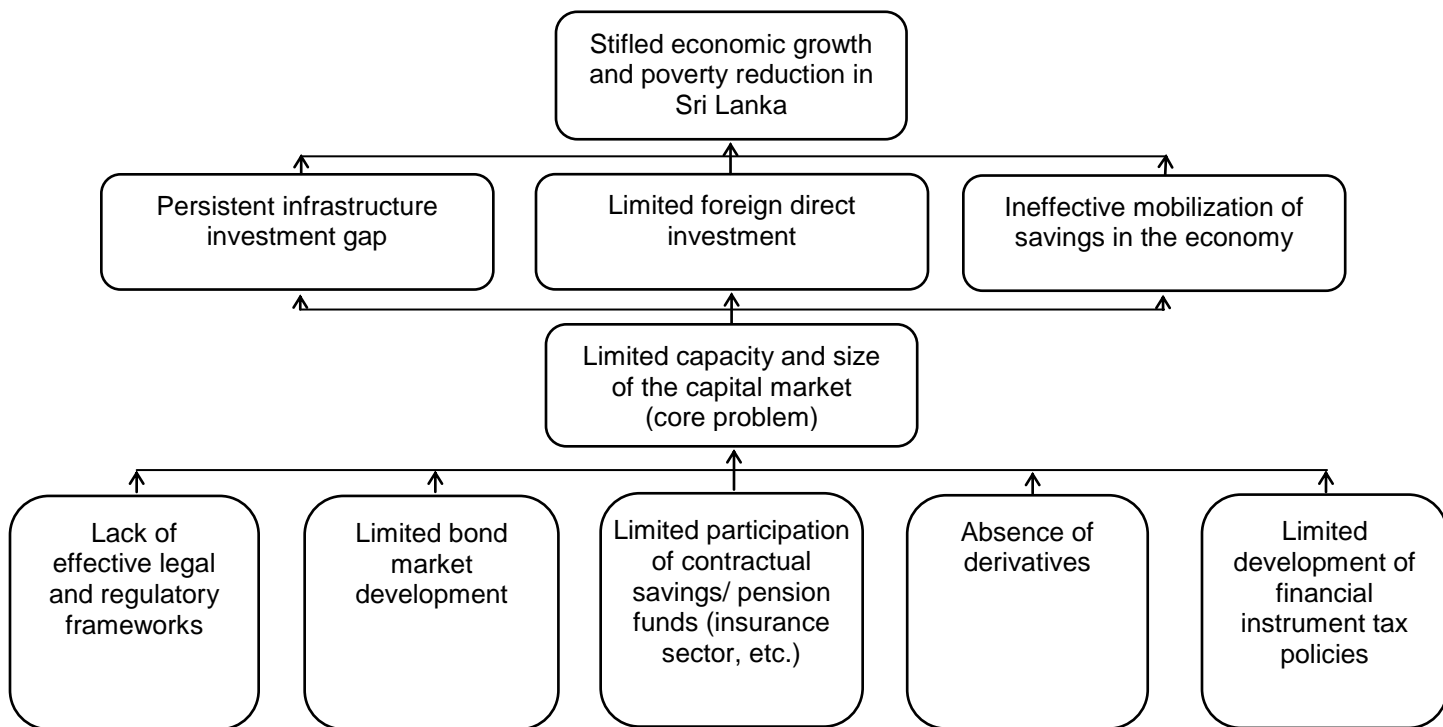 Stifled economic growth
and poverty reduction in
Sri Lanka
Persistent infrastructure
investment gap
Limited foreign direct
investment
Ineffective mobilization of
savings in the economy
Limited capacity and size
of the capital market
(core problem)
Lack of
effective legal
and regulatory
frameworks
Limited bond
market
development
Limited participation
of contractual
savings/ pension
funds (insurance
sector, etc.)
Absence of
derivatives
Limited
development of
financial
instrument tax
policies